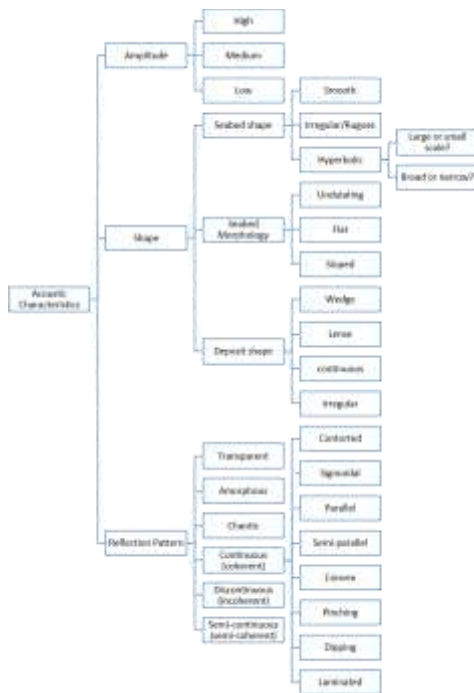 Acoustic
Characteristics
Amplitude
High
Medium
Low
Shape
Seabed shape
Smooth
Irregular/Rugose
Hyperbolic
Large or small
scale?
Broad or narrow?
Seabed
Morphology
Undulating
Flat
Sloped
Deposit shape
Wedge
Lense
continuous
Irregular
Reflection Pattern
Transparent
Amorphous
Chaotic
Continuous
(coherent)
Contorted
Sigmoidal
Parallel
Semi-parallel
Pinching
Dipping
Laminated
Discontinuous
(incoherent)
Semi-continuous
(semi-coherent)